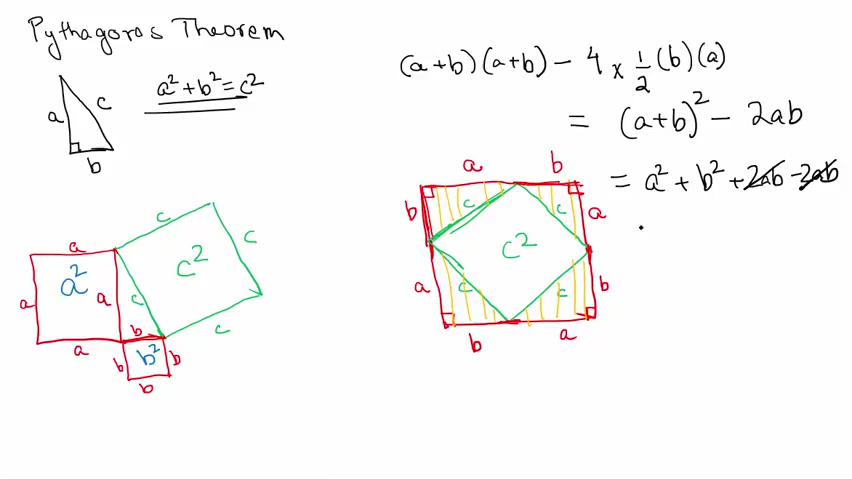 Pythagoras Theorem
a² + b² = c²
a
c
b
(a+b)(a+b) - 4 × 1/2 (b)(a)
= (a+b)² - 2ab
= a² + b² + 2ab - 2ab
a b
b c c a
c²
a c c b
b a
c
a c
a a² a c c²
b
a b b² b c
b